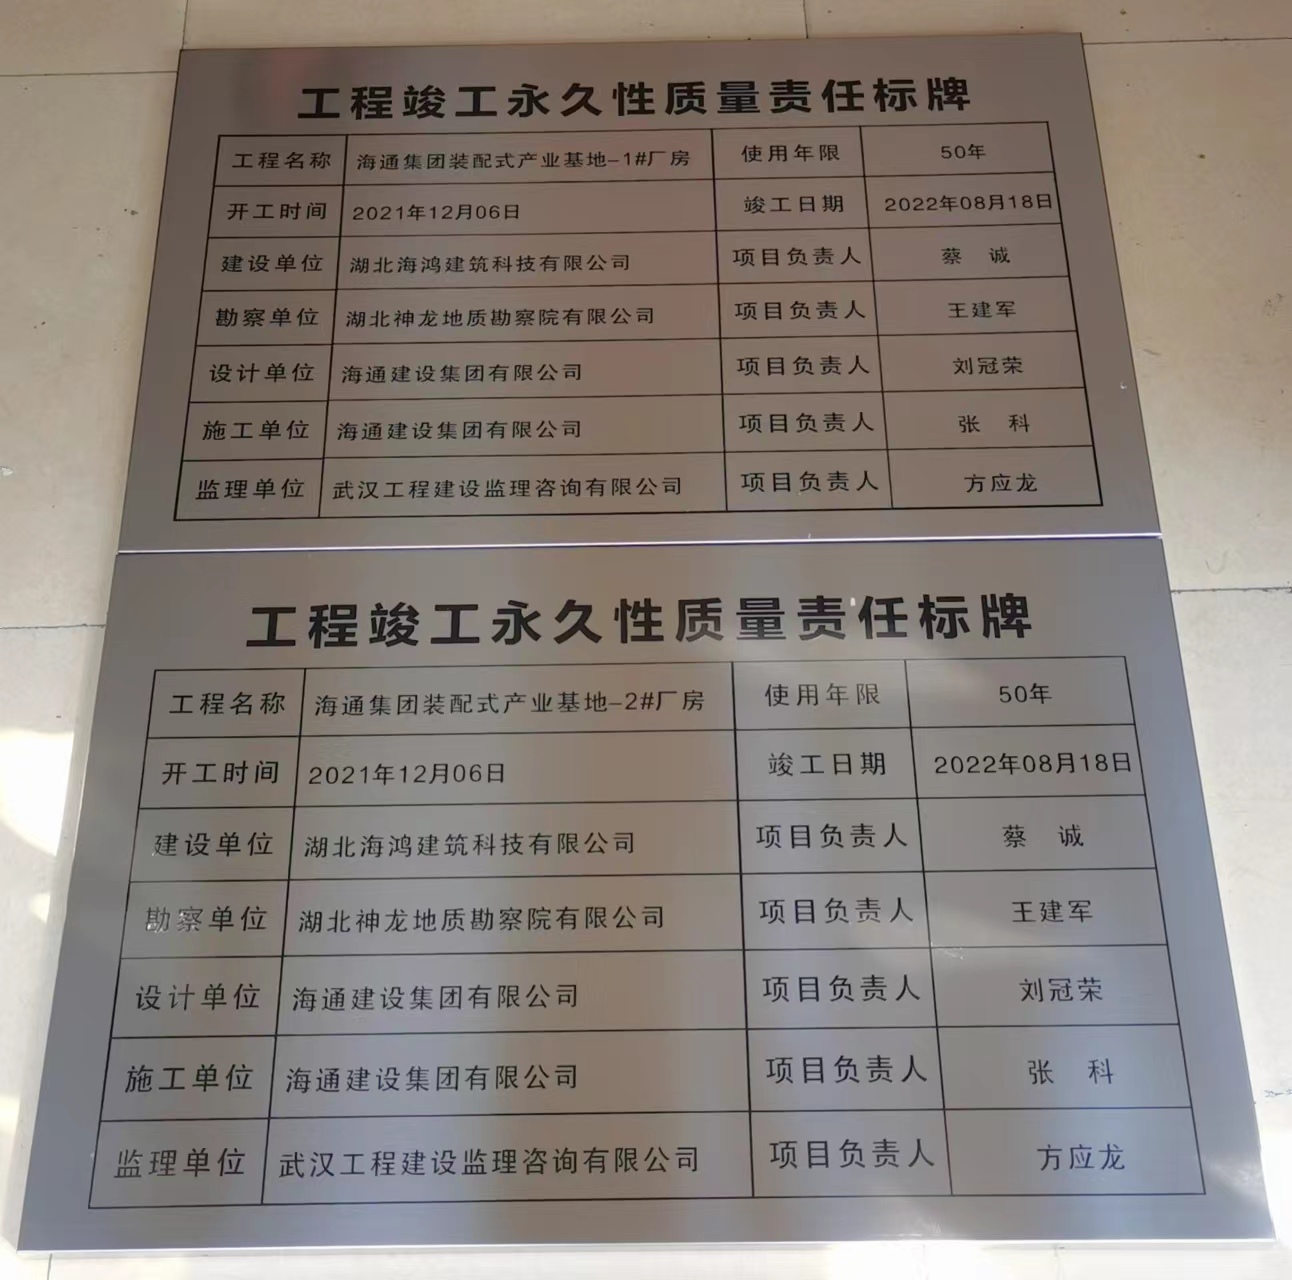 工程竣工永久性质量责任标牌
工程名称 海通集团装配式产业基地-1#厂房 使用年限 50年
开工时间 2021年12月06日 竣工日期 2022年08月18日
建设单位 湖北海鸿建筑科技有限公司 项目负责人 蔡 诚
勘察单位 湖北神龙地质勘察院有限公司 项目负责人 王建军
设计单位 海通建设集团有限公司 项目负责人 刘冠荣
施工单位 海通建设集团有限公司 项目负责人 张 科
监理单位 武汉工程建设监理咨询有限公司 项目负责人 方应龙
工程竣工永久性质量责任标牌
工程名称 海通集团装配式产业基地-2#厂房 使用年限 50年
开工时间 2021年12月06日 竣工日期 2022年08月18日
建设单位 湖北海鸿建筑科技有限公司 项目负责人 蔡 诚
勘察单位 湖北神龙地质勘察院有限公司 项目负责人 王建军
设计单位 海通建设集团有限公司 项目负责人 刘冠荣
施工单位 海通建设集团有限公司 项目负责人 张 科
监理单位 武汉工程建设监理咨询有限公司 项目负责人 方应龙